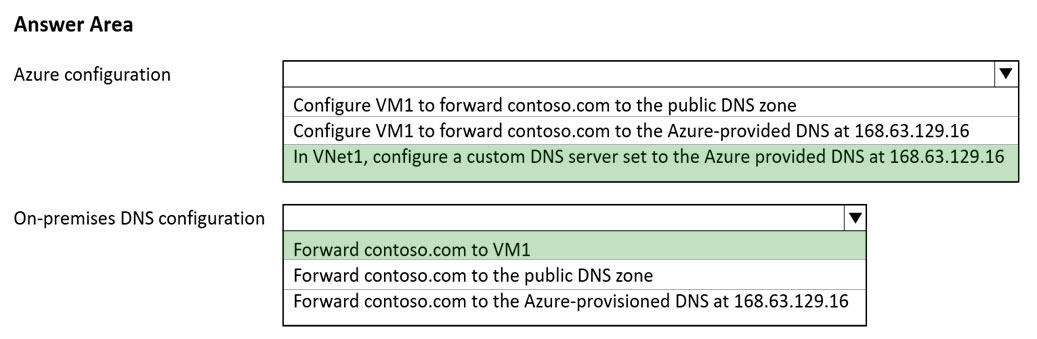 Answer Area
Azure configuration
Configure VM1 to forward contoso.com to the public DNS zone
Configure VM1 to forward contoso.com to the Azure-provided DNS at 168.63.129.16
In VNet1, configure a custom DNS server set to the Azure provided DNS at 168.63.129.16
On-premises DNS configuration
Forward contoso.com to VM1
Forward contoso.com to the public DNS zone
Forward contoso.com to the Azure-provisioned DNS at 168.63.129.16